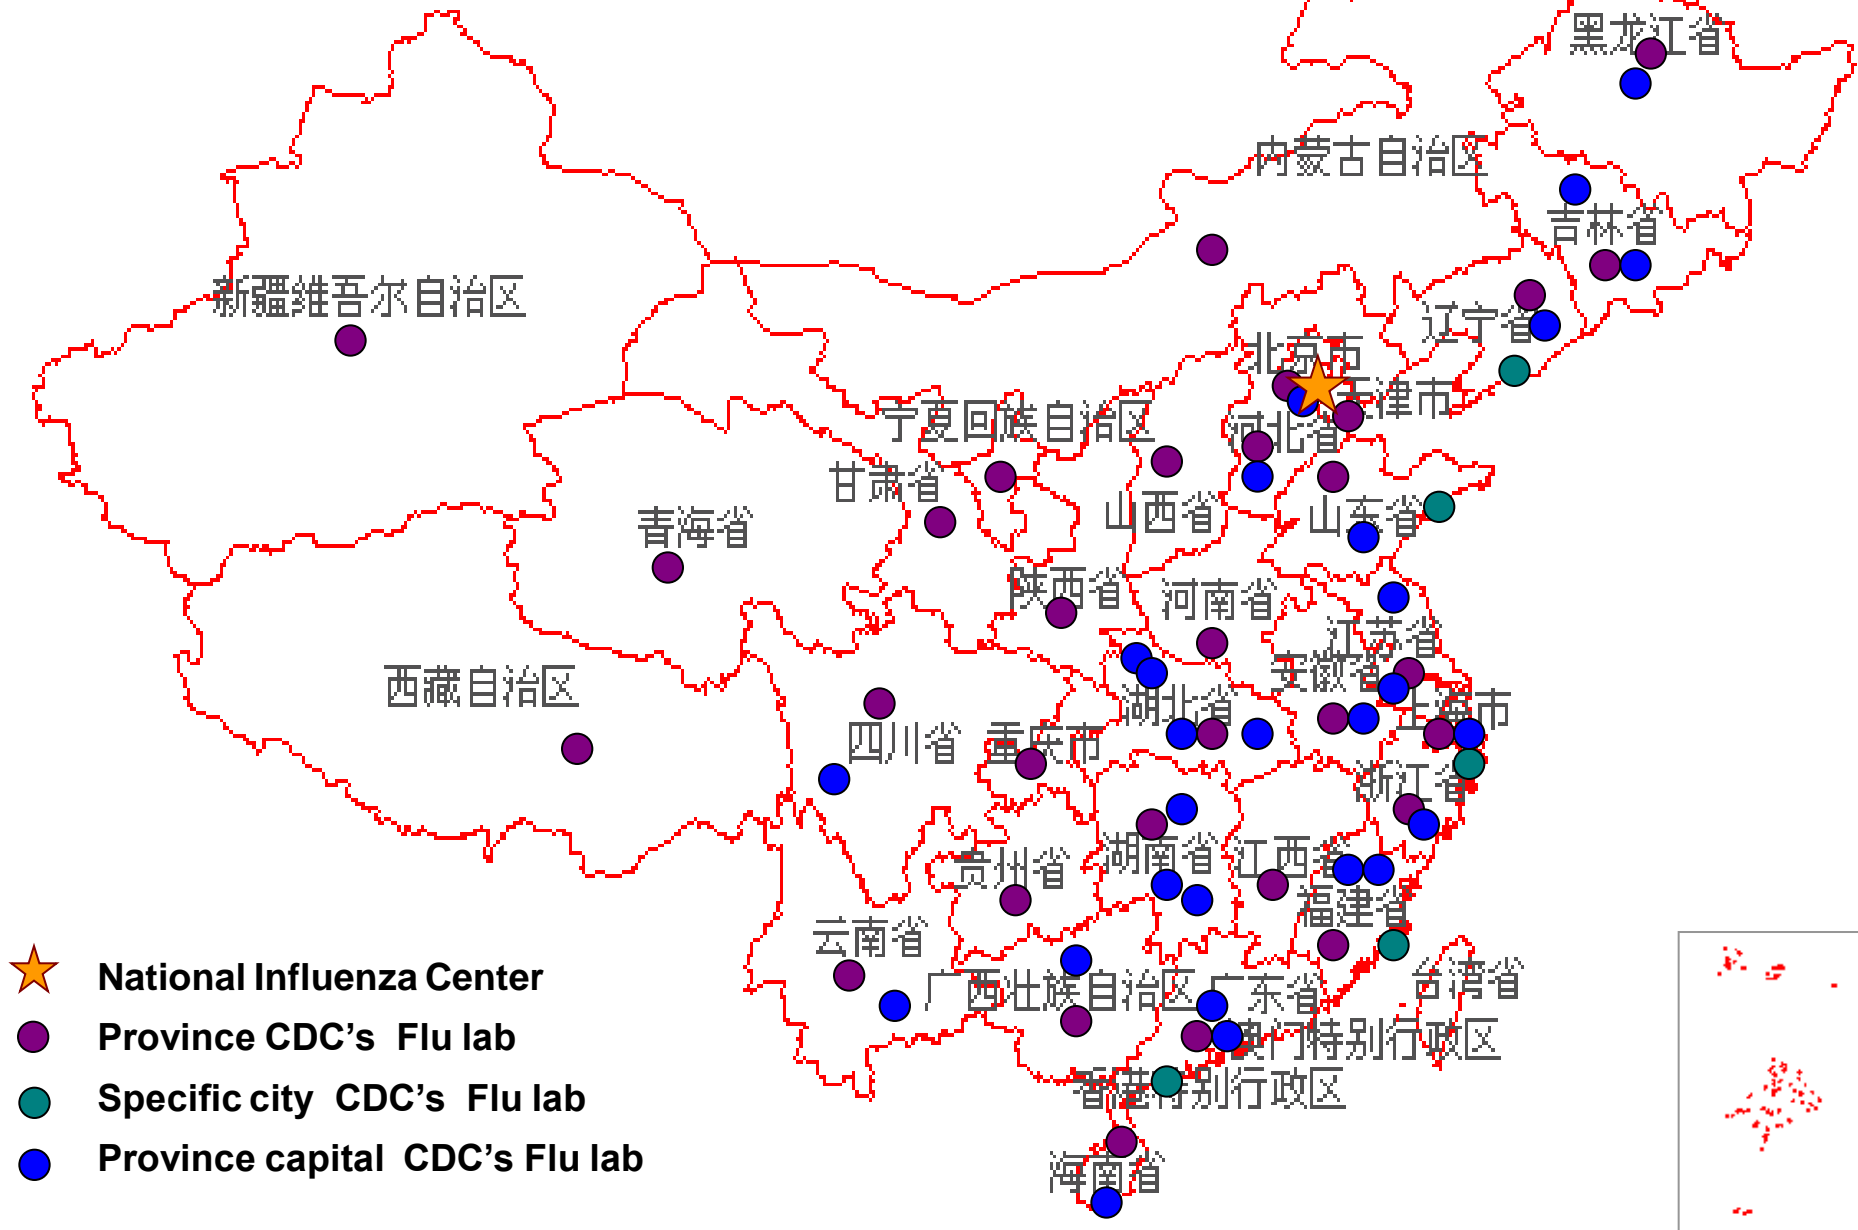 黑龙江省
内蒙古自治区
吉林省
新疆维吾尔自治区
辽宁省
北京市
天津市
宁夏回族自治区
河北省
甘肃省
山西省
山东省
青海省
陕西省
河南省
江苏省
安徽省
西藏自治区
湖北省
上海市
四川省
重庆市
浙江省
湖南省
江西省
贵州省
福建省
云南省
广西壮族自治区
广东省
台湾省
澳门特别行政区
香港特别行政区
海南省
National Influenza Center
Province CDC’s Flu lab
Specific city CDC’s Flu lab
Province capital CDC’s Flu lab